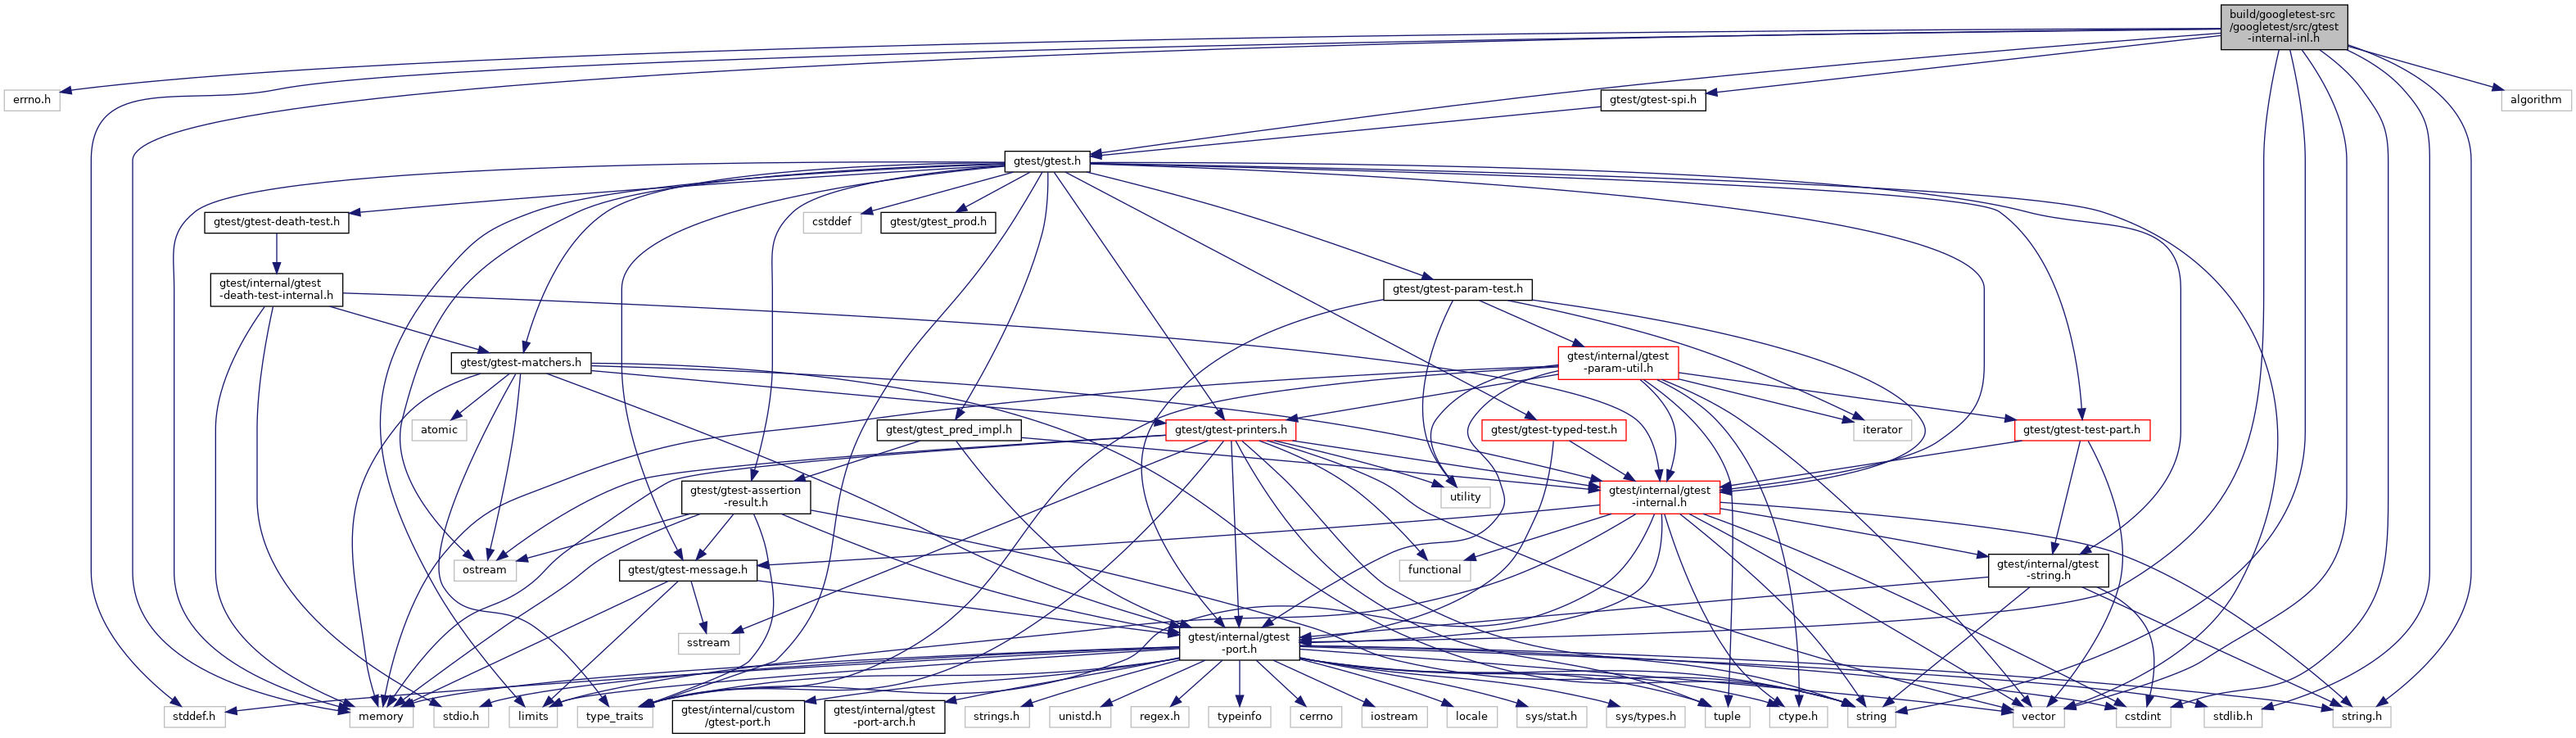 build/googletest-src
/googletest/src/gtest
-internal-inl.h
errno.h
gtest/gtest-spi.h
algorithm
gtest/gtest.h
gtest/gtest-death-test.h
cstddef
gtest/gtest_prod.h
gtest/internal/gtest
-death-test-internal.h
gtest/gtest-param-test.h
gtest/gtest-matchers.h
gtest/internal/gtest
-param-util.h
atomic
gtest/gtest_pred_impl.h
gtest/gtest-printers.h
gtest/gtest-typed-test.h
iterator
gtest/gtest-test-part.h
gtest/gtest-assertion
-result.h
utility
gtest/internal/gtest
-internal.h
ostream
gtest/gtest-message.h
functional
gtest/internal/gtest
-string.h
sstream
gtest/internal/gtest
-port.h
stddef.h
memory
stdio.h
limits
type_traits
gtest/internal/custom
/gtest-port.h
gtest/internal/gtest
-port-arch.h
strings.h
unistd.h
regex.h
typeinfo
cerrno
iostream
locale
sys/stat.h
sys/types.h
tuple
ctype.h
string
vector
cstdint
stdlib.h
string.h